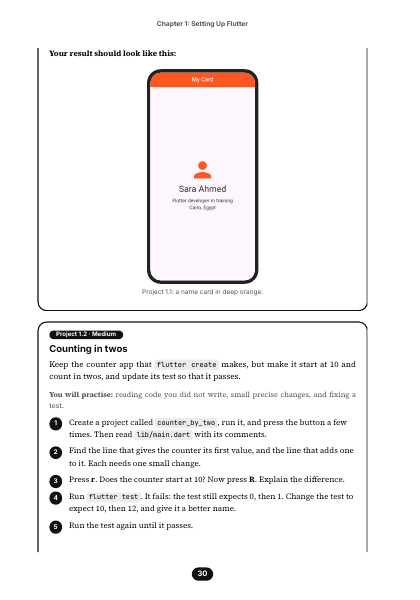 Chapter 1: Setting Up Flutter
Your result should look like this:
My Card
Sara Ahmed
Flutter developer in training
Cairo, Egypt
Project 1.1: a name card in deep orange.
Project 1.2 • Medium
Counting in twos
Keep the counter app that flutter create makes, but make it start at 10 and
count in twos, and update its test so that it passes.
You will practise: reading code you did not write, small precise changes, and fixing a
test.
1 Create a project called counter_by_two, run it, and press the button a few
times. Then read lib/main.dart with its comments.
2 Find the line that gives the counter its first value, and the line that adds one
to it. Each needs one small change.
3 Press r. Does the counter start at 10? Now press R. Explain the difference.
4 Run flutter test. It fails: the test still expects 0, then 1. Change the test to
expect 10, then 12, and give it a better name.
5 Run the test again until it passes.
30